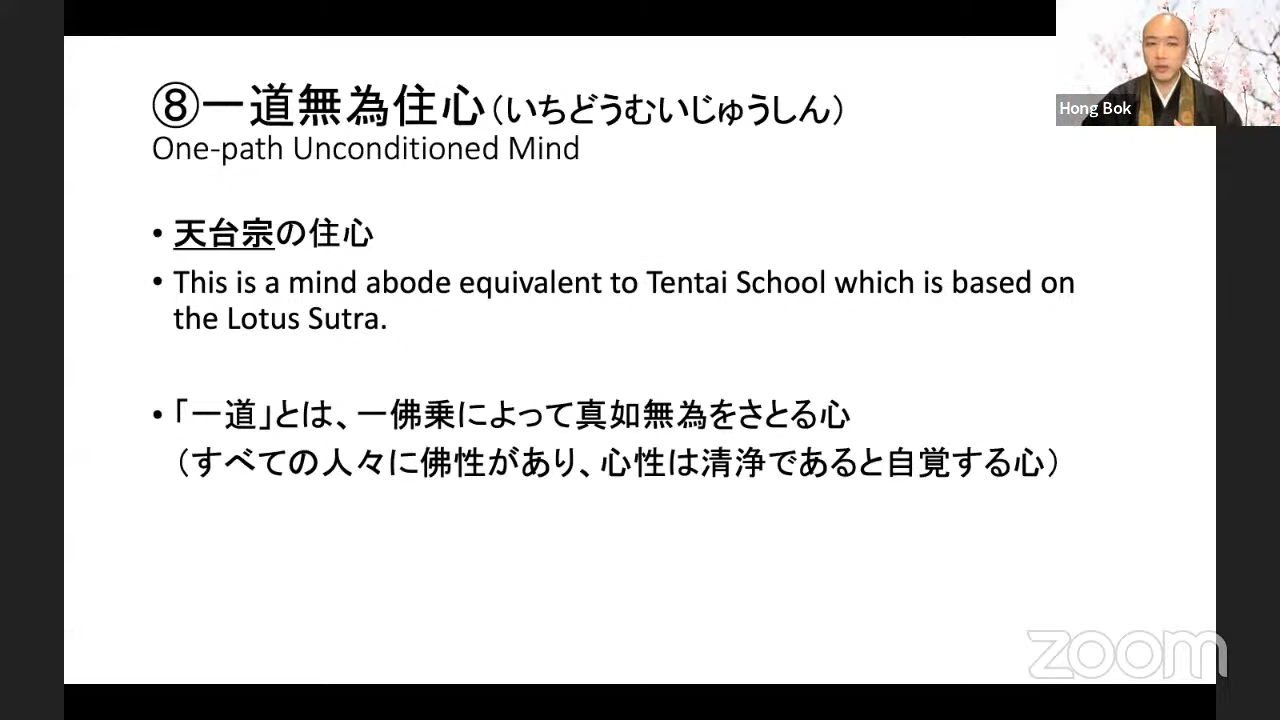 ⑧一道無為住心(いちどうむいじゅうしん)
One-path Unconditioned Mind
• 天台宗の住心
• This is a mind abode equivalent to Tentai School which is based on
the Lotus Sutra.
• 「一道」とは、一佛乗によって真如無為をさとる心
(すべての人々に佛性があり、心性は清浄であると自覚する心)
Hong Bok
zoom